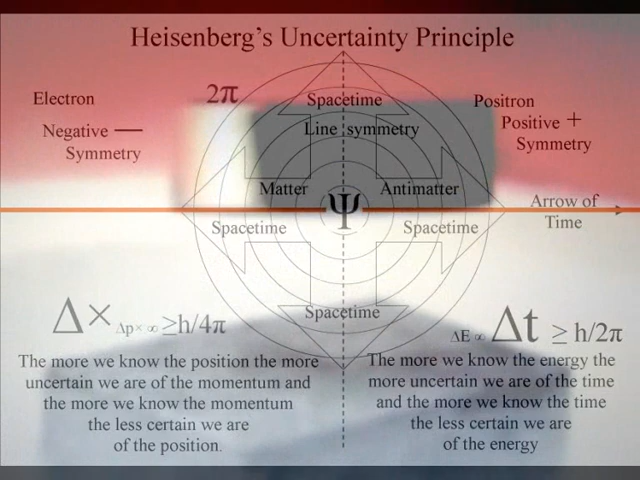 Heisenberg's Uncertainty Principle
Electron
2π
Spacetime
Positron
Negative —
Line symmetry
Positive +
Symmetry
Symmetry
Matter
Antimatter
Ψ
Arrow of
Time
Spacetime
Spacetime
Spacetime
Δ× Δp× ∞ ≥h/4π
ΔE ∞ Δt ≥ h/2π
The more we know the position the more
uncertain we are of the momentum and
the more we know the momentum
the less certain we are
of the position.
The more we know the energy the
more uncertain we are of the time
and the more we know the time
the less certain we are
of the energy